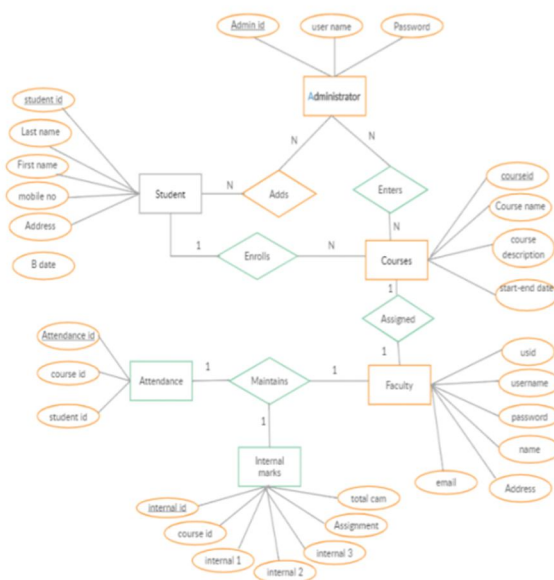 Admin id
user name
Password
Administrator
student id
Last name
First name
mobile no
Address
B date
Student
N
Adds
N
N
Enters
N
courseid
Course name
course
description
start-end date
1
Enrolls
N
Courses
1
Assigned
1
Attendance id
course id
student id
Attendance
1
Maintains
1
Faculty
usid
username
password
name
Address
email
1
Internal
marks
internal id
course id
internal 1
internal 2
internal 3
Assignment
total cam